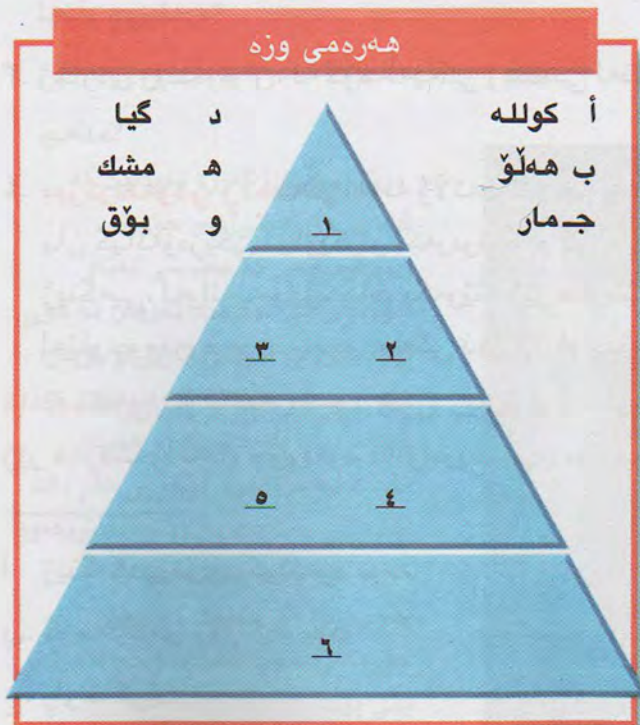 هەرەمی وزە
أ کوللە
ب هەڵۆ
جـ مار
د گیا
هـ مشك
و بۆق
١
٣ ٢
٥ ٤
٦